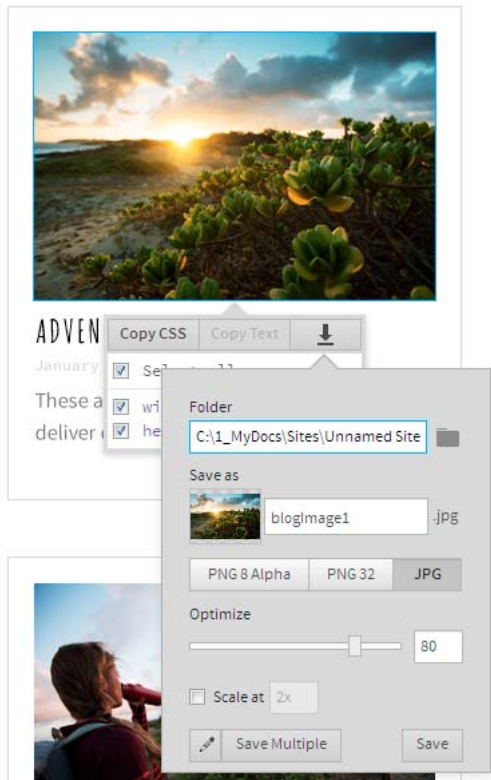 ADVEN
Copy CSS
Copy Text
January
These a
deliver
Folder
C:\1_MyDocs\Sites\Unnamed Site
Save as
blogImage1
.jpg
PNG 8 Alpha
PNG 32
JPG
Optimize
80
Scale at
2x
Save Multiple
Save